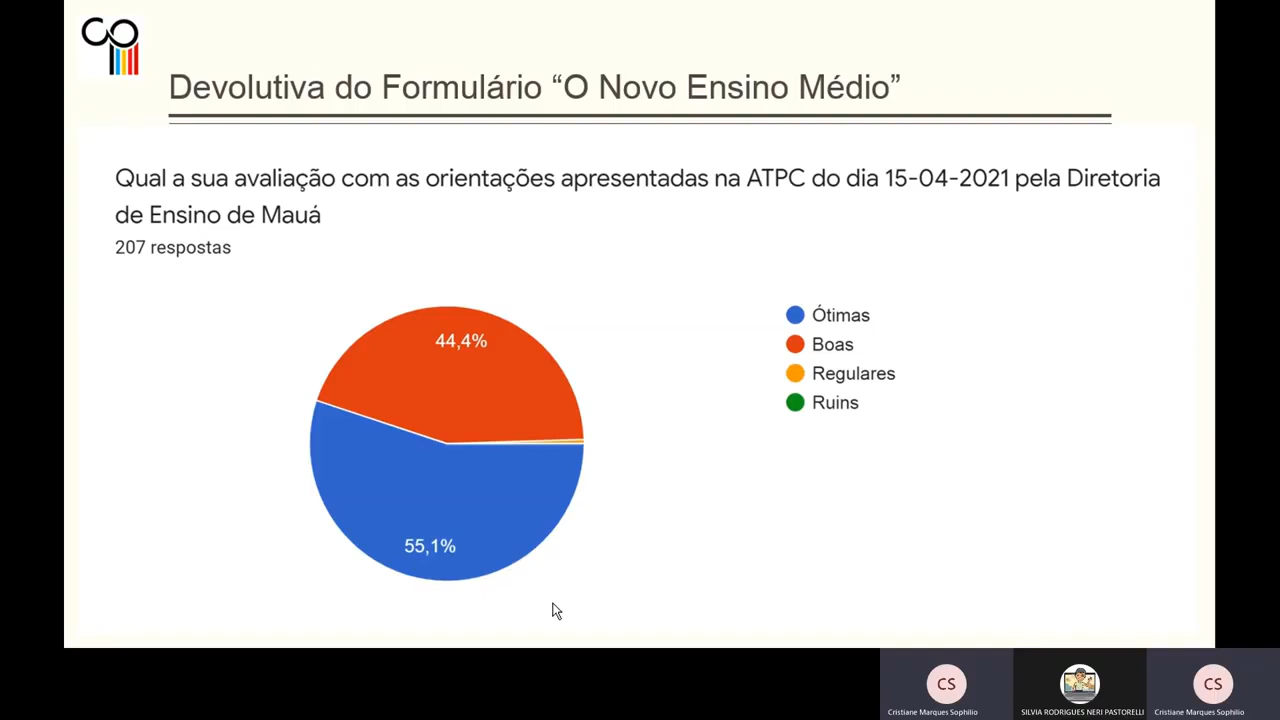 Devolutiva do Formulário “O Novo Ensino Médio”
Qual a sua avaliação com as orientações apresentadas na ATPC do dia 15-04-2021 pela Diretoria
de Ensino de Mauá
207 respostas
44,4%
55,1%
Ótimas
Boas
Regulares
Ruins
CS
CS
Cristiane Marques Sophilio
SILVIA RODRIGUES NERI PASTORELLI
Cristiane Marques Sophilio